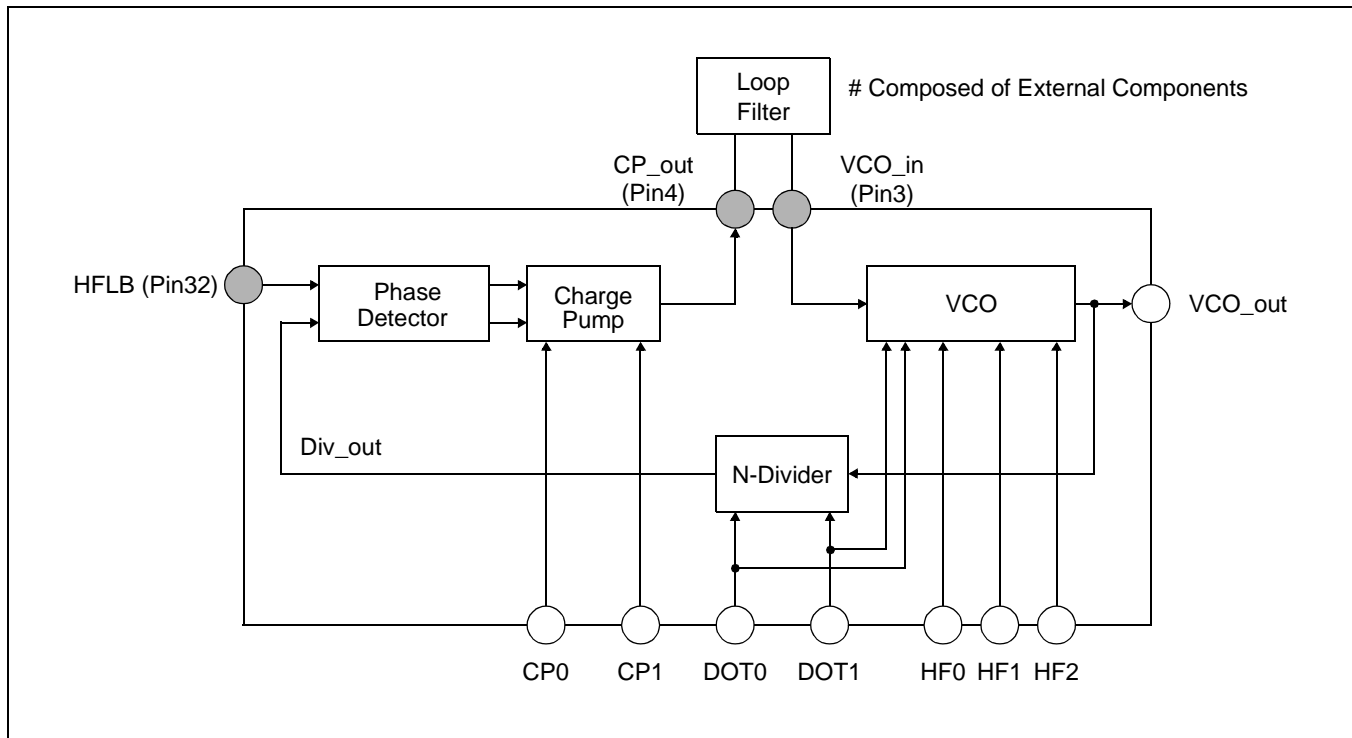 Loop
Filter
# Composed of External Components
CP_out
(Pin4)
VCO_in
(Pin3)
HFLB (Pin32)
Phase
Detector
Charge
Pump
VCO
VCO_out
Div_out
N-Divider
CP0
CP1
DOT0
DOT1
HF0
HF1
HF2